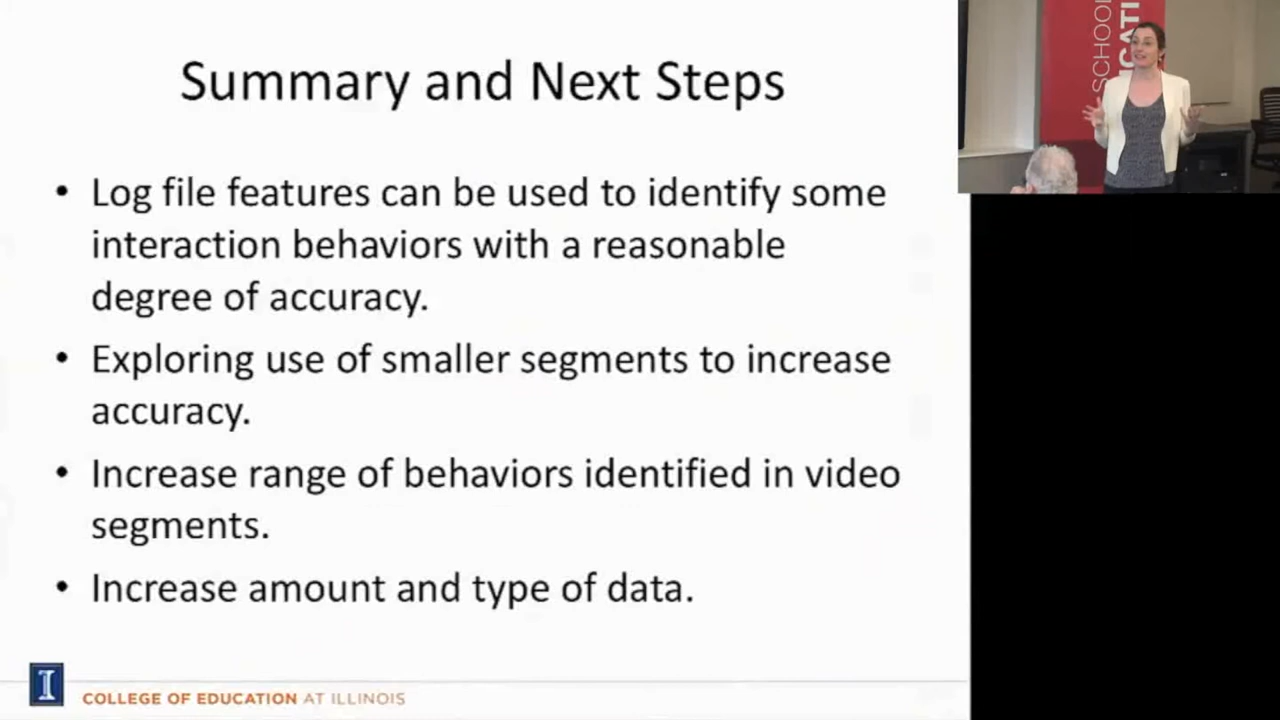 Summary and Next Steps
• Log file features can be used to identify some
interaction behaviors with a reasonable
degree of accuracy.
• Exploring use of smaller segments to increase
accuracy.
• Increase range of behaviors identified in video
segments.
• Increase amount and type of data.
I
COLLEGE OF EDUCATION AT ILLINOIS
SCHOOL